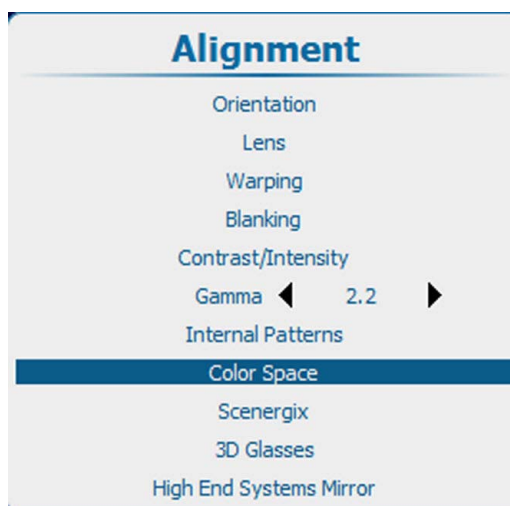 Alignment
Orientation
Lens
Warping
Blanking
Contrast/Intensity
Gamma 2.2
Internal Patterns
Color Space
Scenergix
3D Glasses
High End Systems Mirror